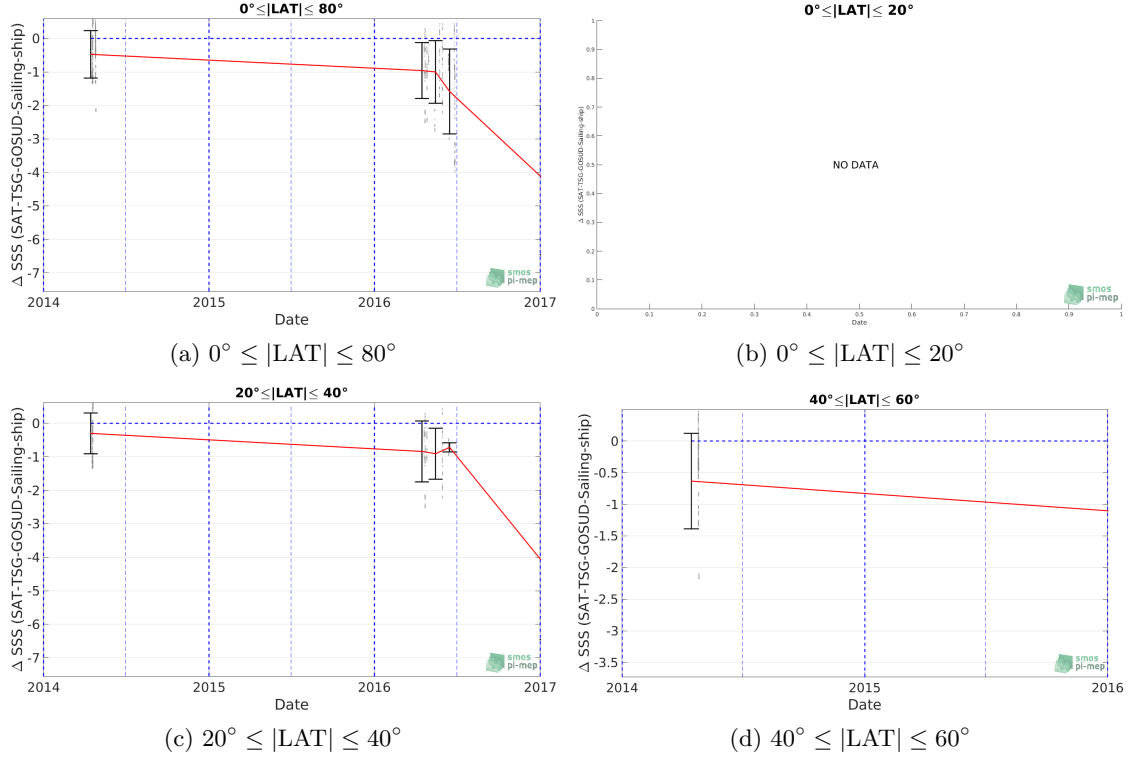 0°≤|LAT|≤ 80°
Δ SSS (SAT-TSG-GOSUD-Sailing-ship)
0
-1
-2
-3
-4
-5
-6
-7
2014
2015
2016
2017
Date
smos
pi-mep
(a) 0° ≤ |LAT| ≤ 80°
0°≤|LAT|≤ 20°
Δ SSS (SAT-TSG-GOSUD-Sailing-ship)
1
0.9
0.8
0.7
0.6
0.5
0.4
0.3
0.2
0.1
0
NO DATA
0
0.1
0.2
0.3
0.4
0.5
0.6
0.7
0.8
0.9
1
Date
smos
pi-mep
(b) 0° ≤ |LAT| ≤ 20°
20°≤|LAT|≤ 40°
Δ SSS (SAT-TSG-GOSUD-Sailing-ship)
0
-1
-2
-3
-4
-5
-6
-7
2014
2015
2016
2017
Date
smos
pi-mep
(c) 20° ≤ |LAT| ≤ 40°
40°≤|LAT|≤ 60°
Δ SSS (SAT-TSG-GOSUD-Sailing-ship)
0
-0.5
-1
-1.5
-2
-2.5
-3
-3.5
2014
2015
2016
Date
smos
pi-mep
(d) 40° ≤ |LAT| ≤ 60°